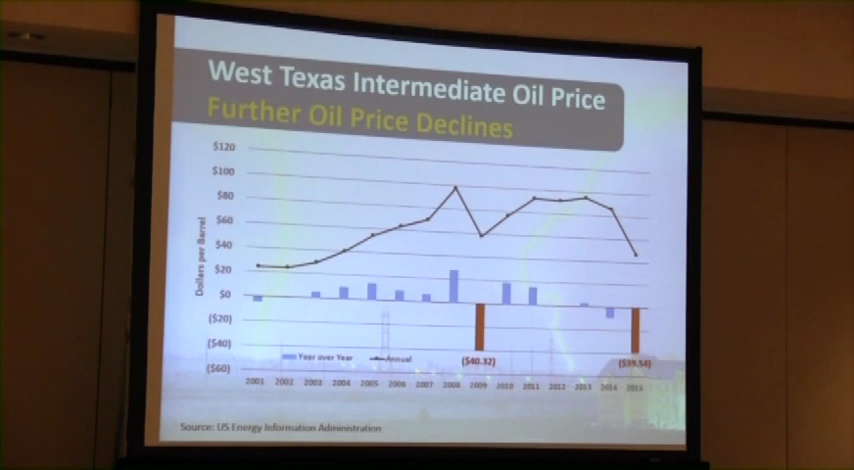 West Texas Intermediate Oil Price
Further Oil Price Declines
$120
$100
$80
$60
$40
$20
$0
($20)
($40)
($60)
Dollars per Barrel
Year over Year
Annual
($40.32)
($39.54)
2001 2002 2003 2004 2005 2006 2007 2008 2009 2010 2011 2012 2013 2014 2015
Source: US Energy Information Administration